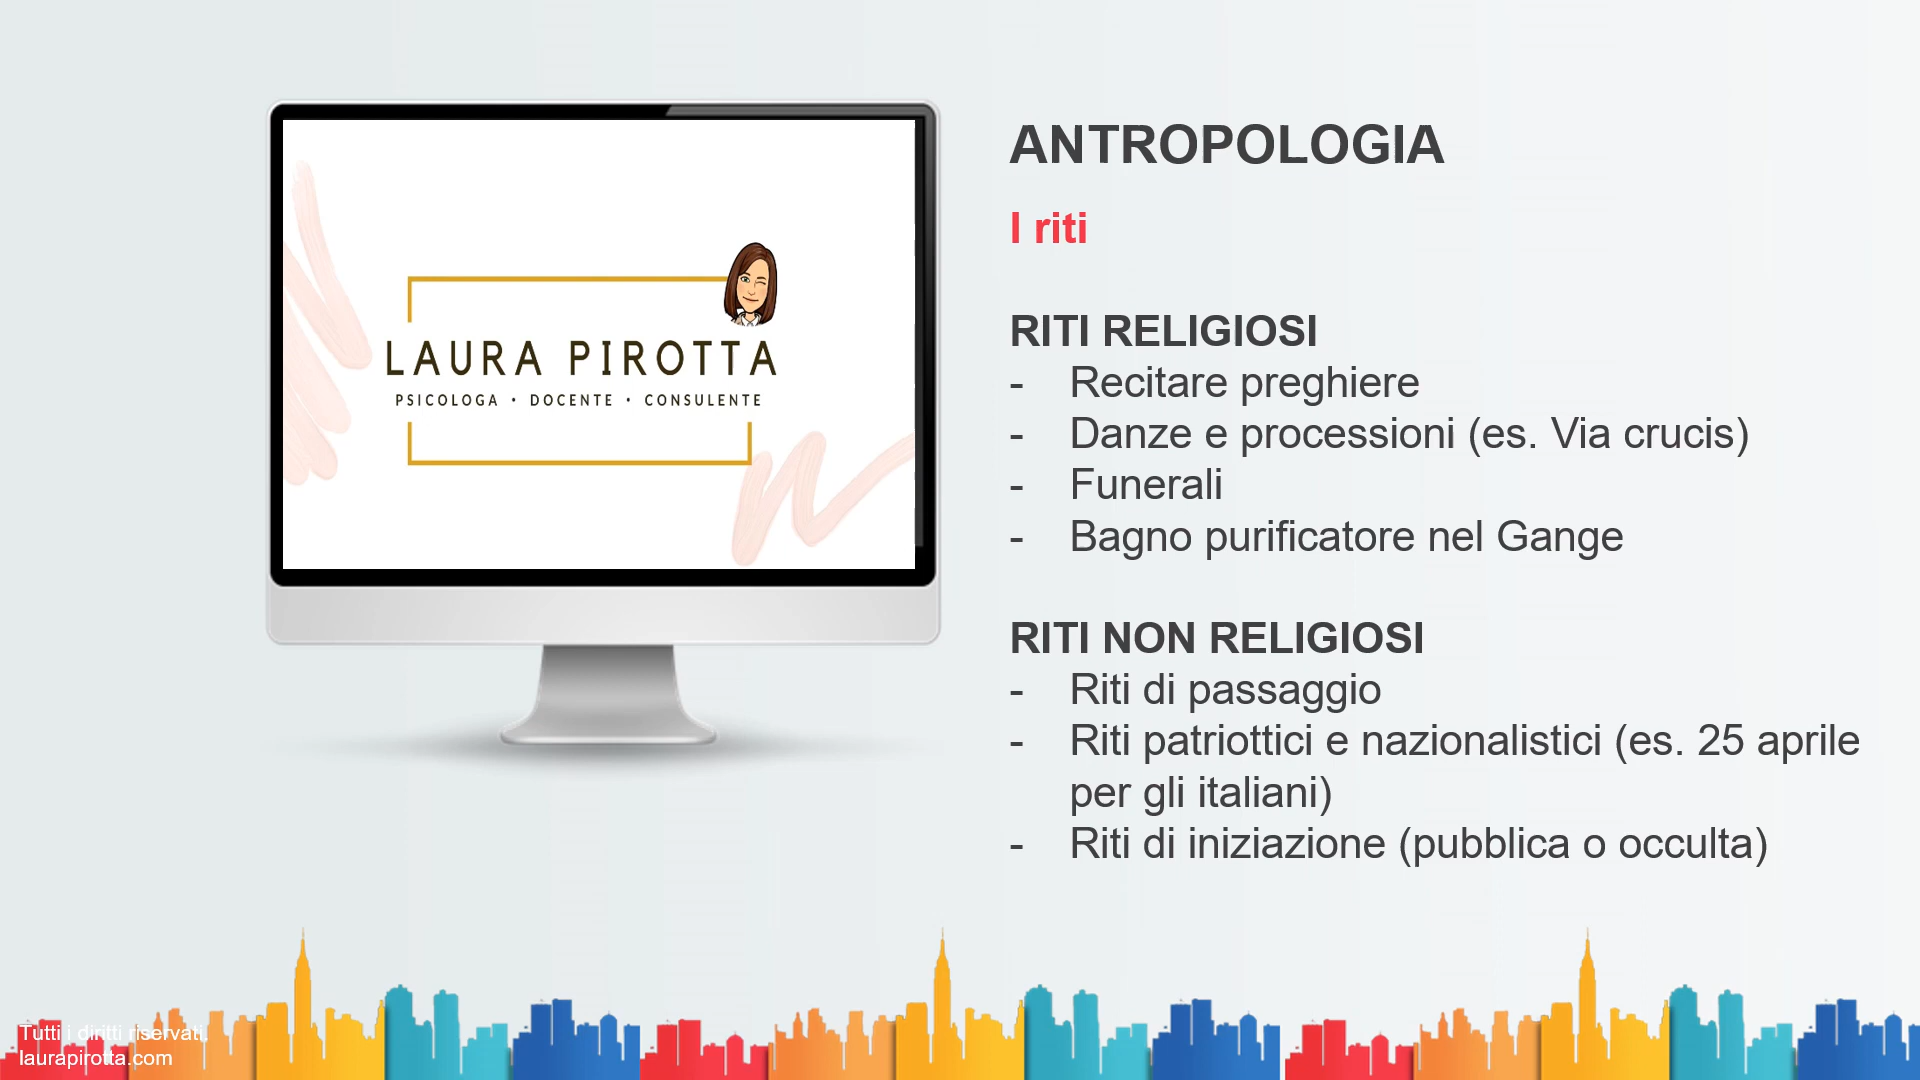 LAURA PIROTTA
PSICOLOGA • DOCENTE • CONSULENTE
ANTROPOLOGIA
I riti
RITI RELIGIOSI
- Recitare preghiere
- Danze e processioni (es. Via crucis)
- Funerali
- Bagno purificatore nel Gange
RITI NON RELIGIOSI
- Riti di passaggio
- Riti patriottici e nazionalistici (es. 25 aprile
per gli italiani)
- Riti di iniziazione (pubblica o occulta)
Tutti i diritti riservati.
laurapirotta.com